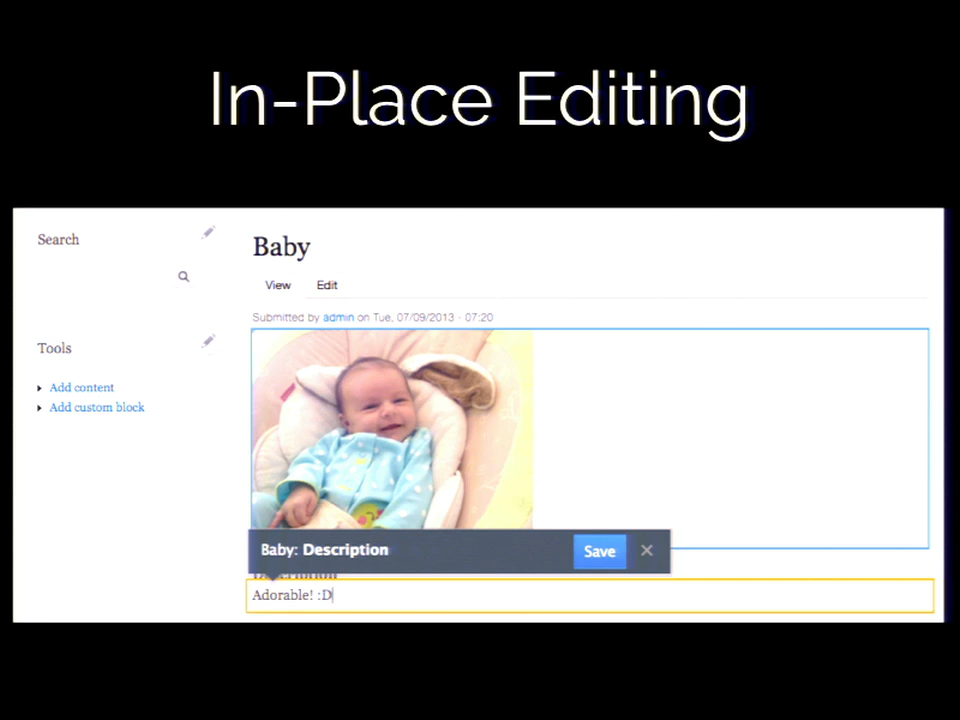 In-Place Editing
Search
Tools
Add content
Add custom block
Baby
View Edit
Submitted by admin on Tue, 07/09/2013 - 07:20
Baby: Description
Save ×
Description
Adorable! :D